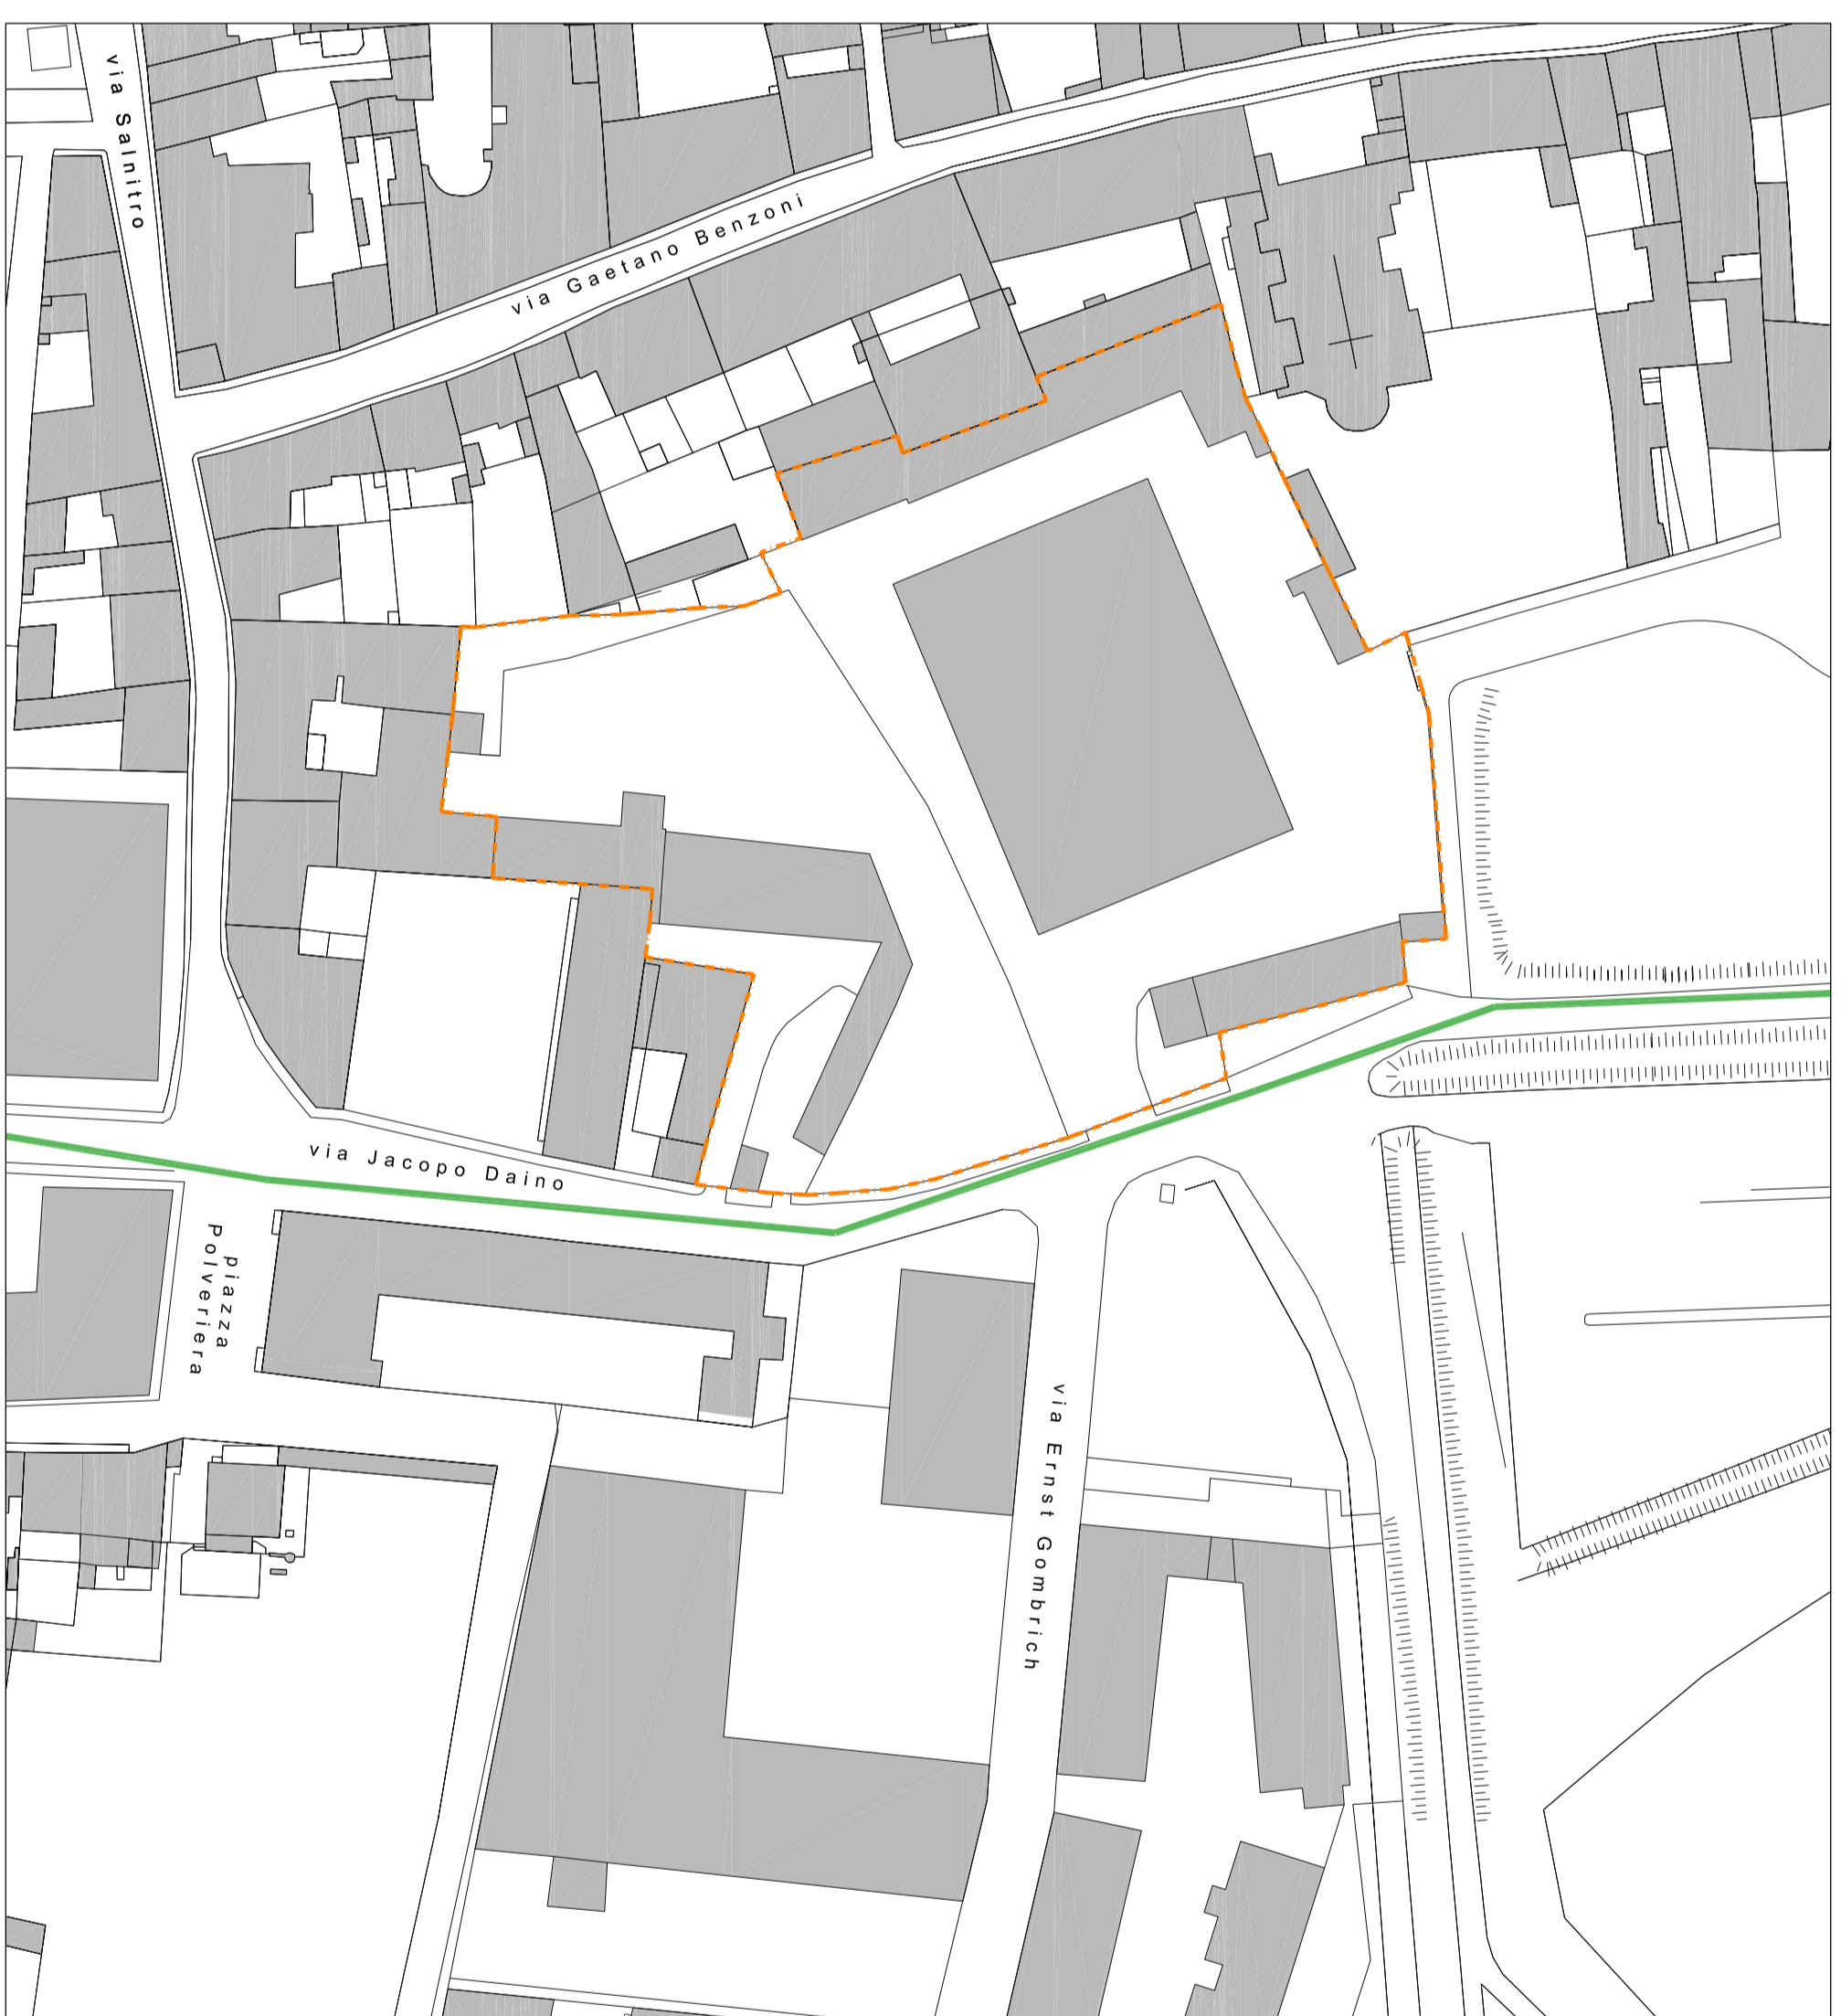 via Salnitro
via Gaetano Benzoni
via Jacopo Daino
piazza
Polveriera
via Ernst Gombrich